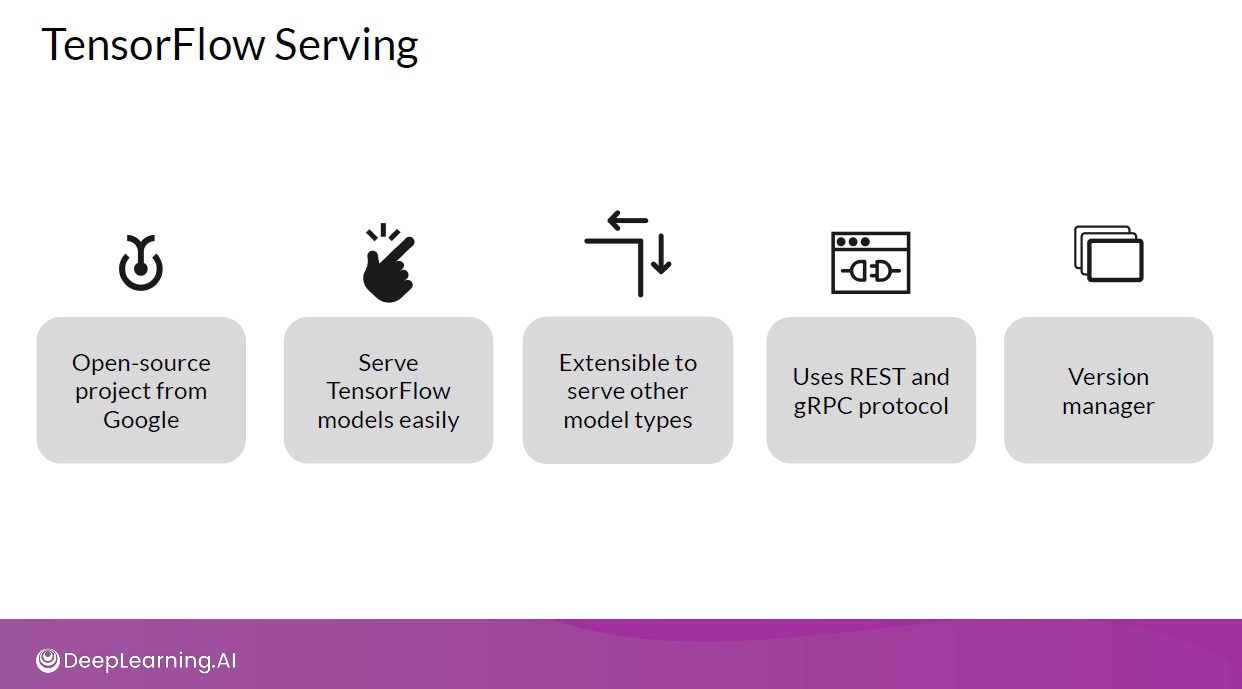 TensorFlow Serving
Open-source
project from
Google
Serve
TensorFlow
models easily
Extensible to
serve other
model types
Uses REST and
gRPC protocol
Version
manager
DeepLearning.AI